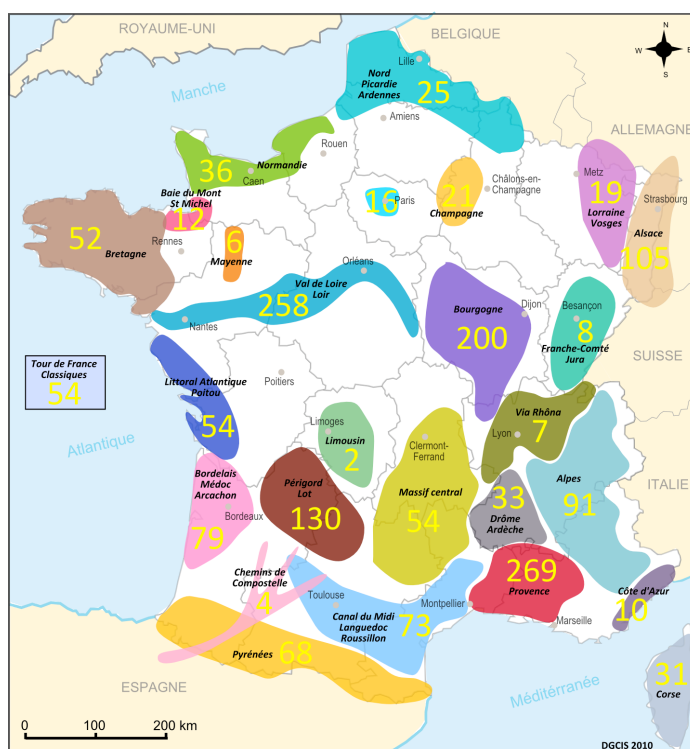 ROYAUME-UNI
BELGIQUE
N
W
E
S
Manche
Lille
Nord
Picardie
Ardennes
25
Amiens
ALLEMAGNE
Rouen
36
Normandie
Caen
Metz
Châlons-en-
Champagne
19
Lorraine
Vosges
Strasbourg
Baie du Mont
St Michel
12
16
Paris
21
Champagne
Alsace
105
52
Bretagne
Rennes
6
Mayenne
Orléans
Val de Loire
Loir
258
Nantes
Bourgogne
Dijon
200
Besançon
8
Franche-Comté
Jura
SUISSE
Tour de France
Classiques
54
Littoral Atlantique
Poitou
54
Poitiers
Via Rhôna
7
Lyon
Limoges
Limousin
2
Clermont-
Ferrand
Atlantique
Bordelais
Médoc
Arcachon
Bordeaux
79
Périgord
Lot
130
Massif central
54
33
Drôme
Ardèche
Alpes
91
ITALIE
Chemins de
Compostelle
4
Toulouse
Montpellier
Canal du Midi
Languedoc
Roussillon
73
269
Provence
Marseille
Côte d'Azur
10
Pyrénées
68
ESPAGNE
Méditérranée
31
Corse
0 100 200 km
DGCIS 2010